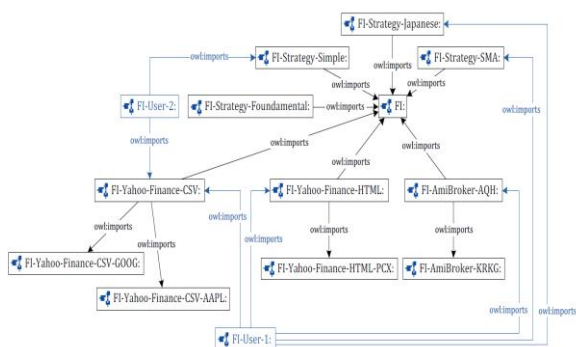 FI-Strategy-Japanese:
owl:imports
owl:imports
FI-Strategy-Simple:
FI-Strategy-SMA:
owl:imports
owl:imports
FI-User-2:
FI-Strategy-Foundamental:
owl:imports
FI:
owl:imports
owl:imports
owl:imports
owl:imports
FI-Yahoo-Finance-CSV:
FI-Yahoo-Finance-HTML:
FI-AmiBroker-AQH:
owl:imports
owl:imports
owl:imports
owl:imports
owl:imports
owl:imports
FI-Yahoo-Finance-CSV-GOOG:
FI-Yahoo-Finance-HTML-PCX:
FI-AmiBroker-KRKG:
owl:imports
FI-Yahoo-Finance-CSV-AAPL:
owl:imports
owl:imports
FI-User-1: